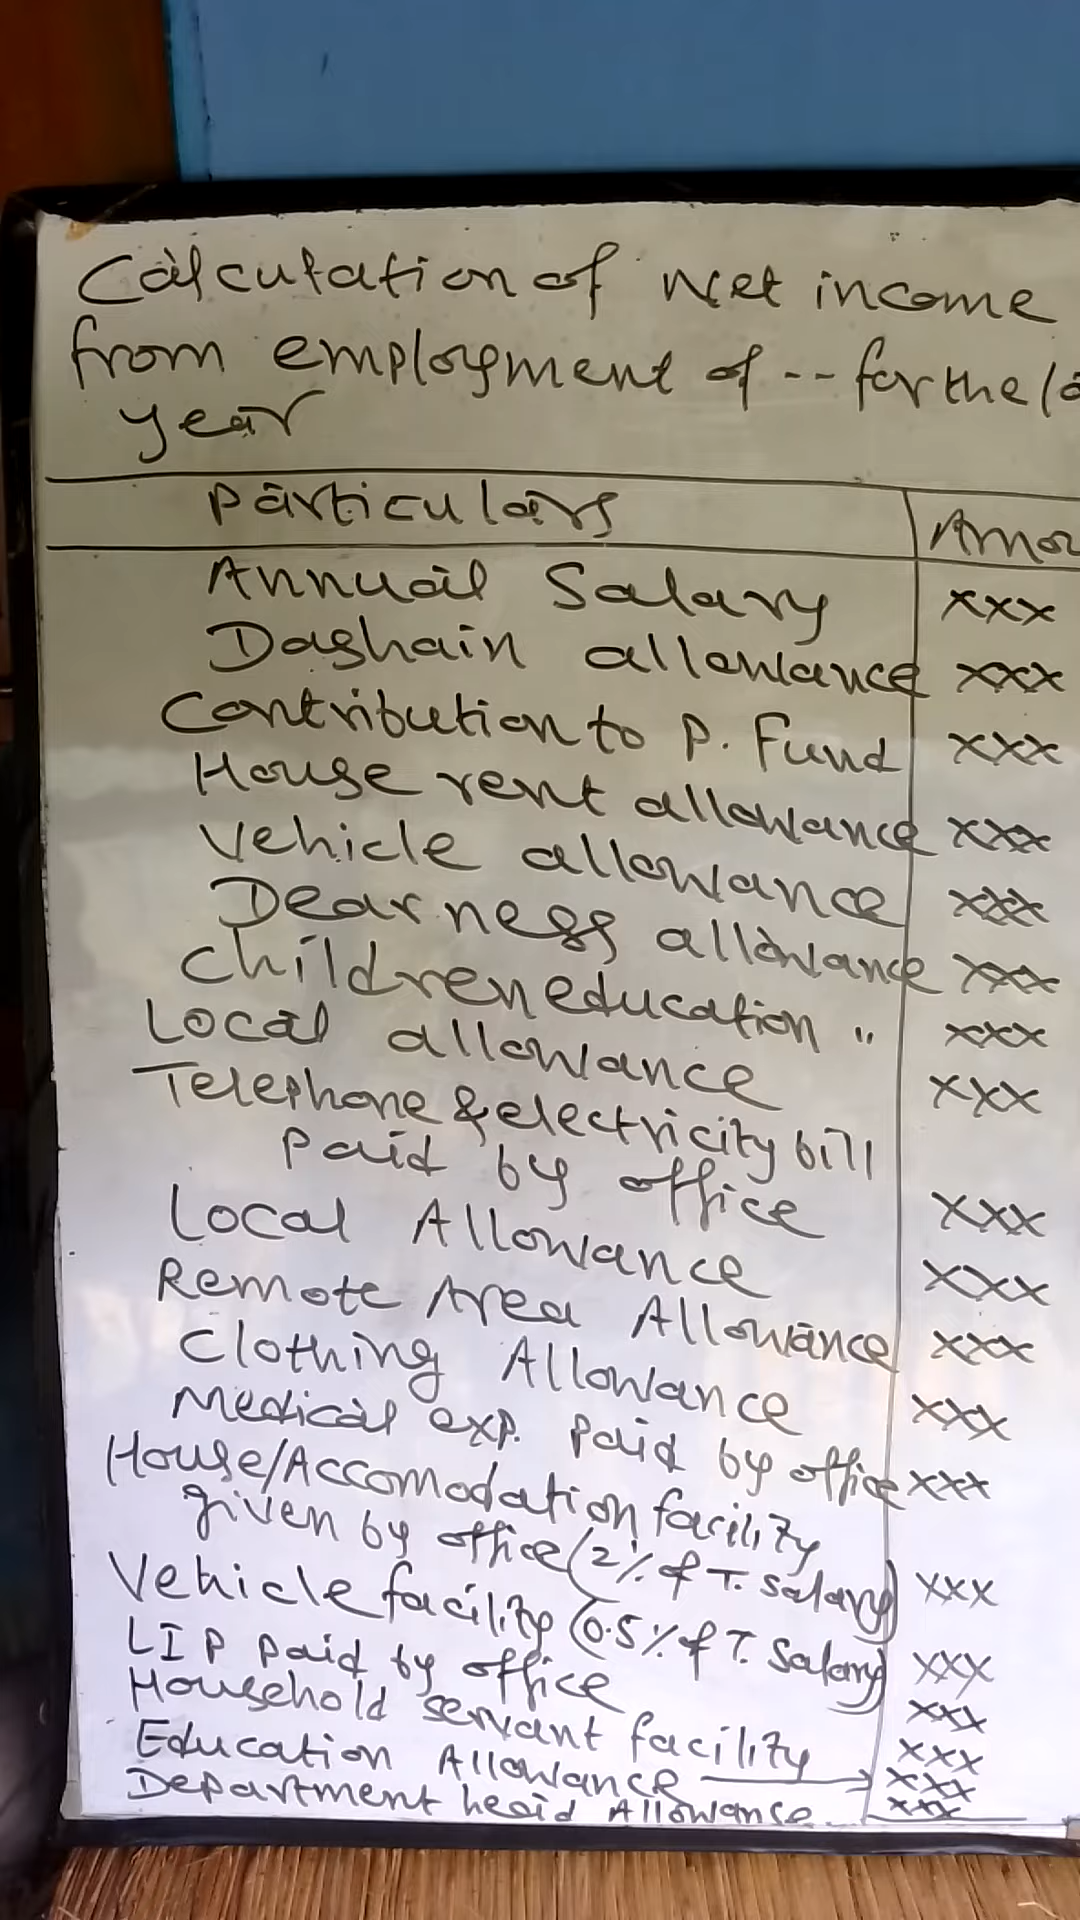 Calculation of Net income
from employment of -- for the
year
Particulars
Annual Salary xxx
Dashain allowance xxx
Contribution to P. Fund xxx
House rent allowance xxx
Vehicle allowance xxx
Dearness allowance xxx
Children education " xxx
Local allowance xxx
Telephone & electricity bill
paid by office xxx
Local Allowance xxx
Remote Area Allowance xxx
Clothing Allowance xxx
Medical exp. paid by office xxx
House/Accomodation facility
given by office (2% of T. salary) xxx
Vehicle facility (0.5% of T. Salary) xxx
LIP paid by office xxx
Household servant facility xxx
Education Allowance xxx
Department head Allowance xxx